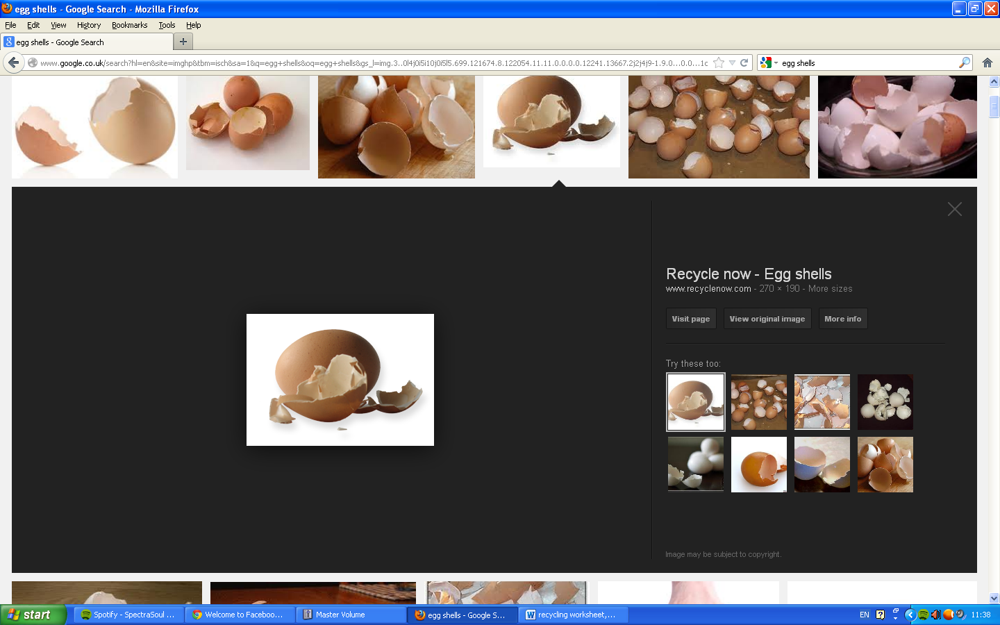 egg shells - Google Search - Mozilla Firefox
File Edit View History Bookmarks Tools Help
egg shells - Google Search
www.google.co.uk/search?hl=en&site=imghp&tbm=isch&sa=1&q=egg+shells&oq=egg+shells&gs_l=img.3..0l4j0i5i10j0i5l5.699.121674.8.122054.11.11.0.0.0.0.12241.13667.2j2j4j9-1.9.0...0.0...1c
egg shells
Recycle now - Egg shells
www.recyclenow.com - 270 × 190 - More sizes
Visit page View original image More info
Try these too:
Image may be subject to copyright.
start Spotify - SpectraSoul ... Welcome to Faceboo... Master Volume egg shells - Google S... recycling worksheet,... EN 11:38